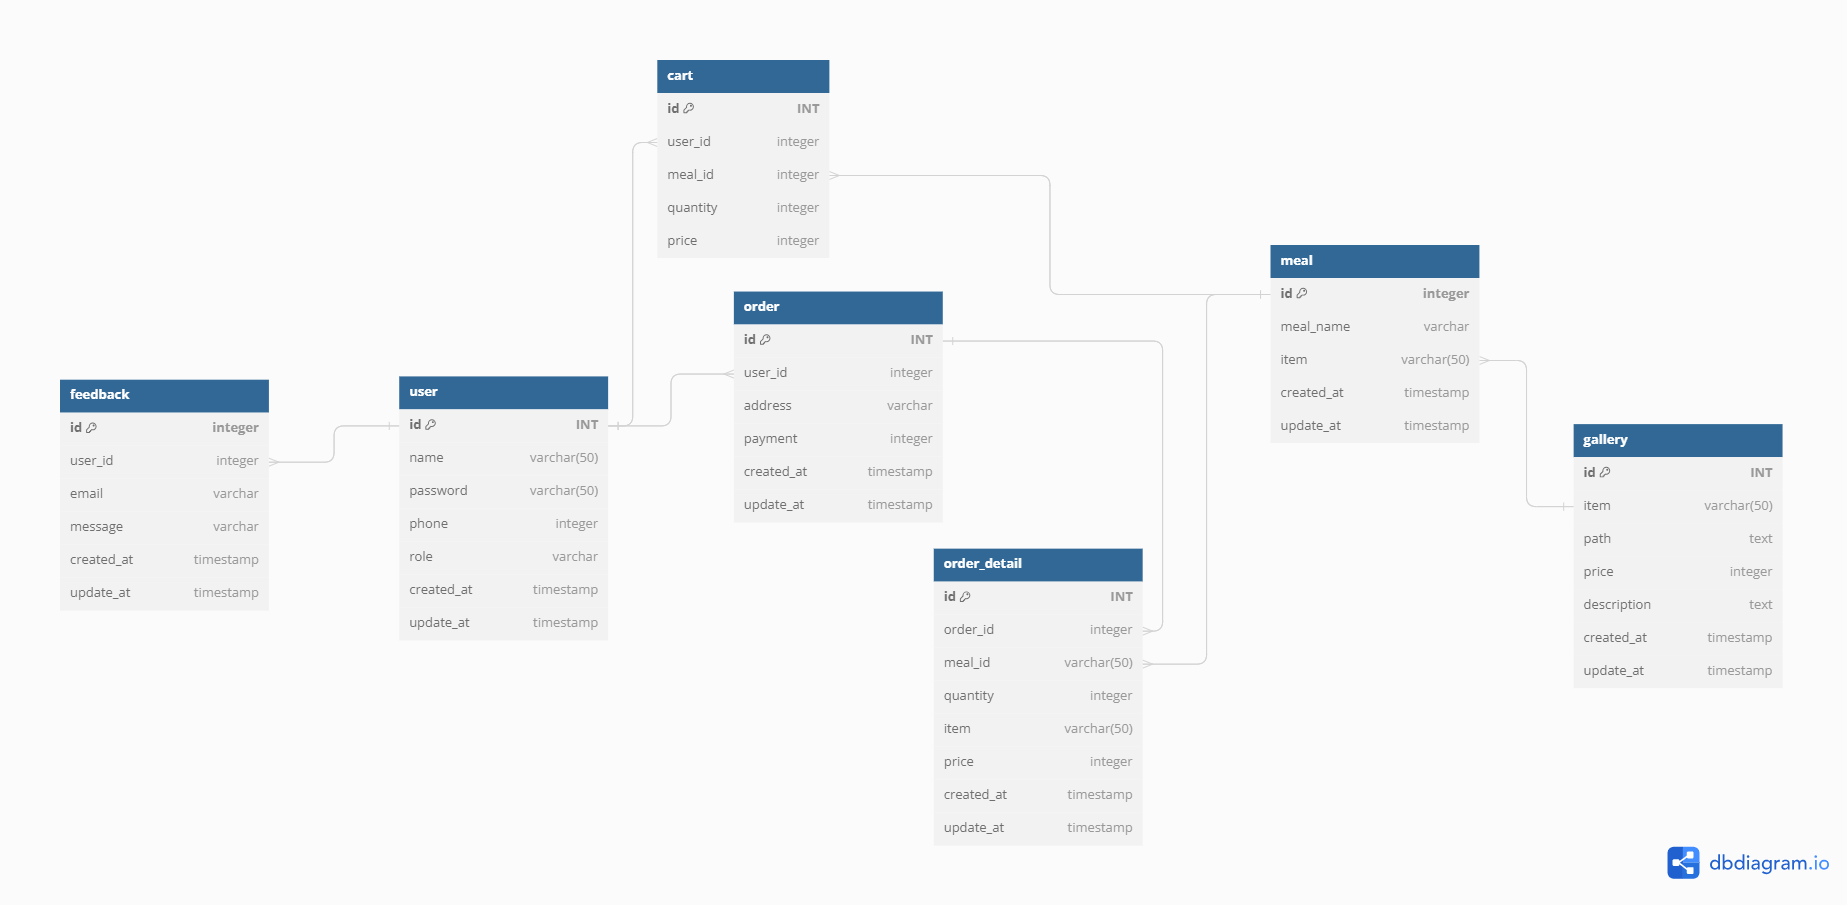 cart
id INT
user_id integer
meal_id integer
quantity integer
price integer
order
id INT
user_id integer
address varchar
payment integer
created_at timestamp
update_at timestamp
meal
id integer
meal_name varchar
item varchar(50)
created_at timestamp
update_at timestamp
feedback
id integer
user_id integer
email varchar
message varchar
created_at timestamp
update_at timestamp
user
id INT
name varchar(50)
password varchar(50)
phone integer
role varchar
created_at timestamp
update_at timestamp
gallery
id INT
item varchar(50)
path text
price integer
description text
created_at timestamp
update_at timestamp
order_detail
id INT
order_id integer
meal_id varchar(50)
quantity integer
item varchar(50)
price integer
created_at timestamp
update_at timestamp
dbdiagram.io